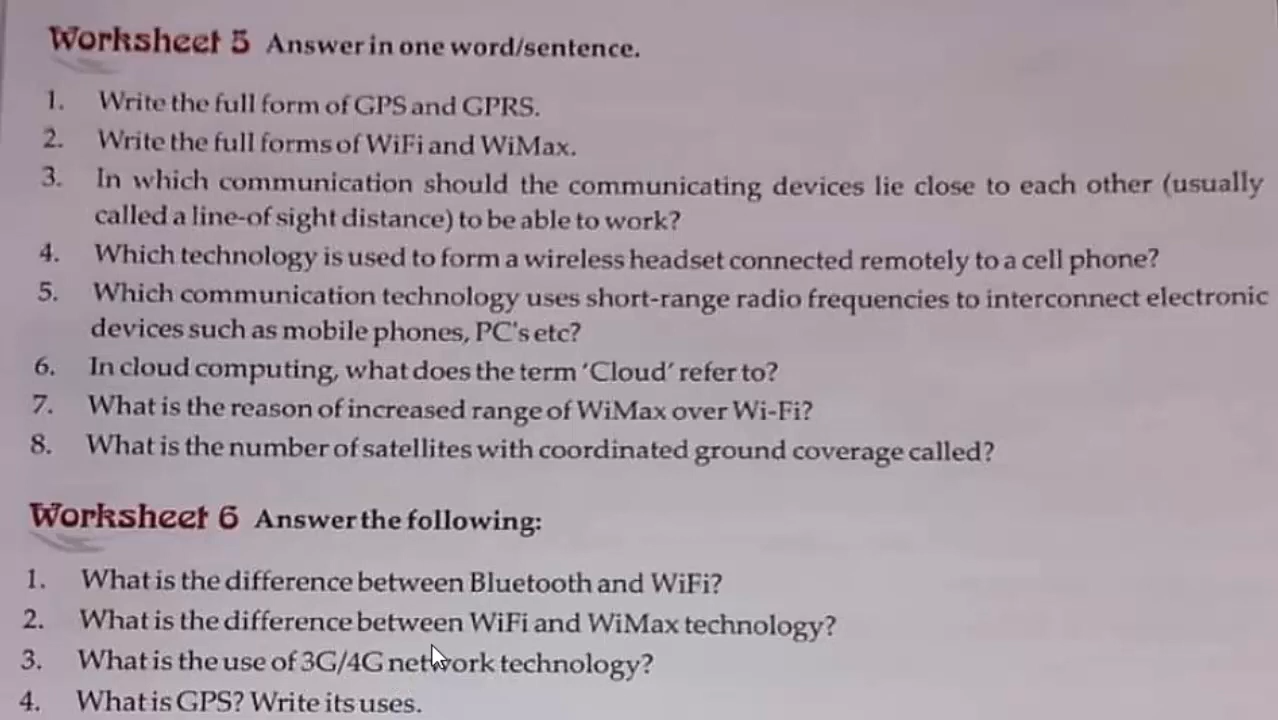 Worksheet 5 Answer in one word/sentence.
1. Write the full form of GPS and GPRS.
2. Write the full forms of WiFi and WiMax.
3. In which communication should the communicating devices lie close to each other (usually
called a line-of sight distance) to be able to work?
4. Which technology is used to form a wireless headset connected remotely to a cell phone?
5. Which communication technology uses short-range radio frequencies to interconnect electronic
devices such as mobile phones, PC's etc?
6. In cloud computing, what does the term 'Cloud' refer to?
7. What is the reason of increased range of WiMax over Wi-Fi?
8. What is the number of satellites with coordinated ground coverage called?
Worksheet 6 Answer the following:
1. What is the difference between Bluetooth and WiFi?
2. What is the difference between WiFi and WiMax technology?
3. What is the use of 3G/4G network technology?
4. What is GPS? Write its uses.